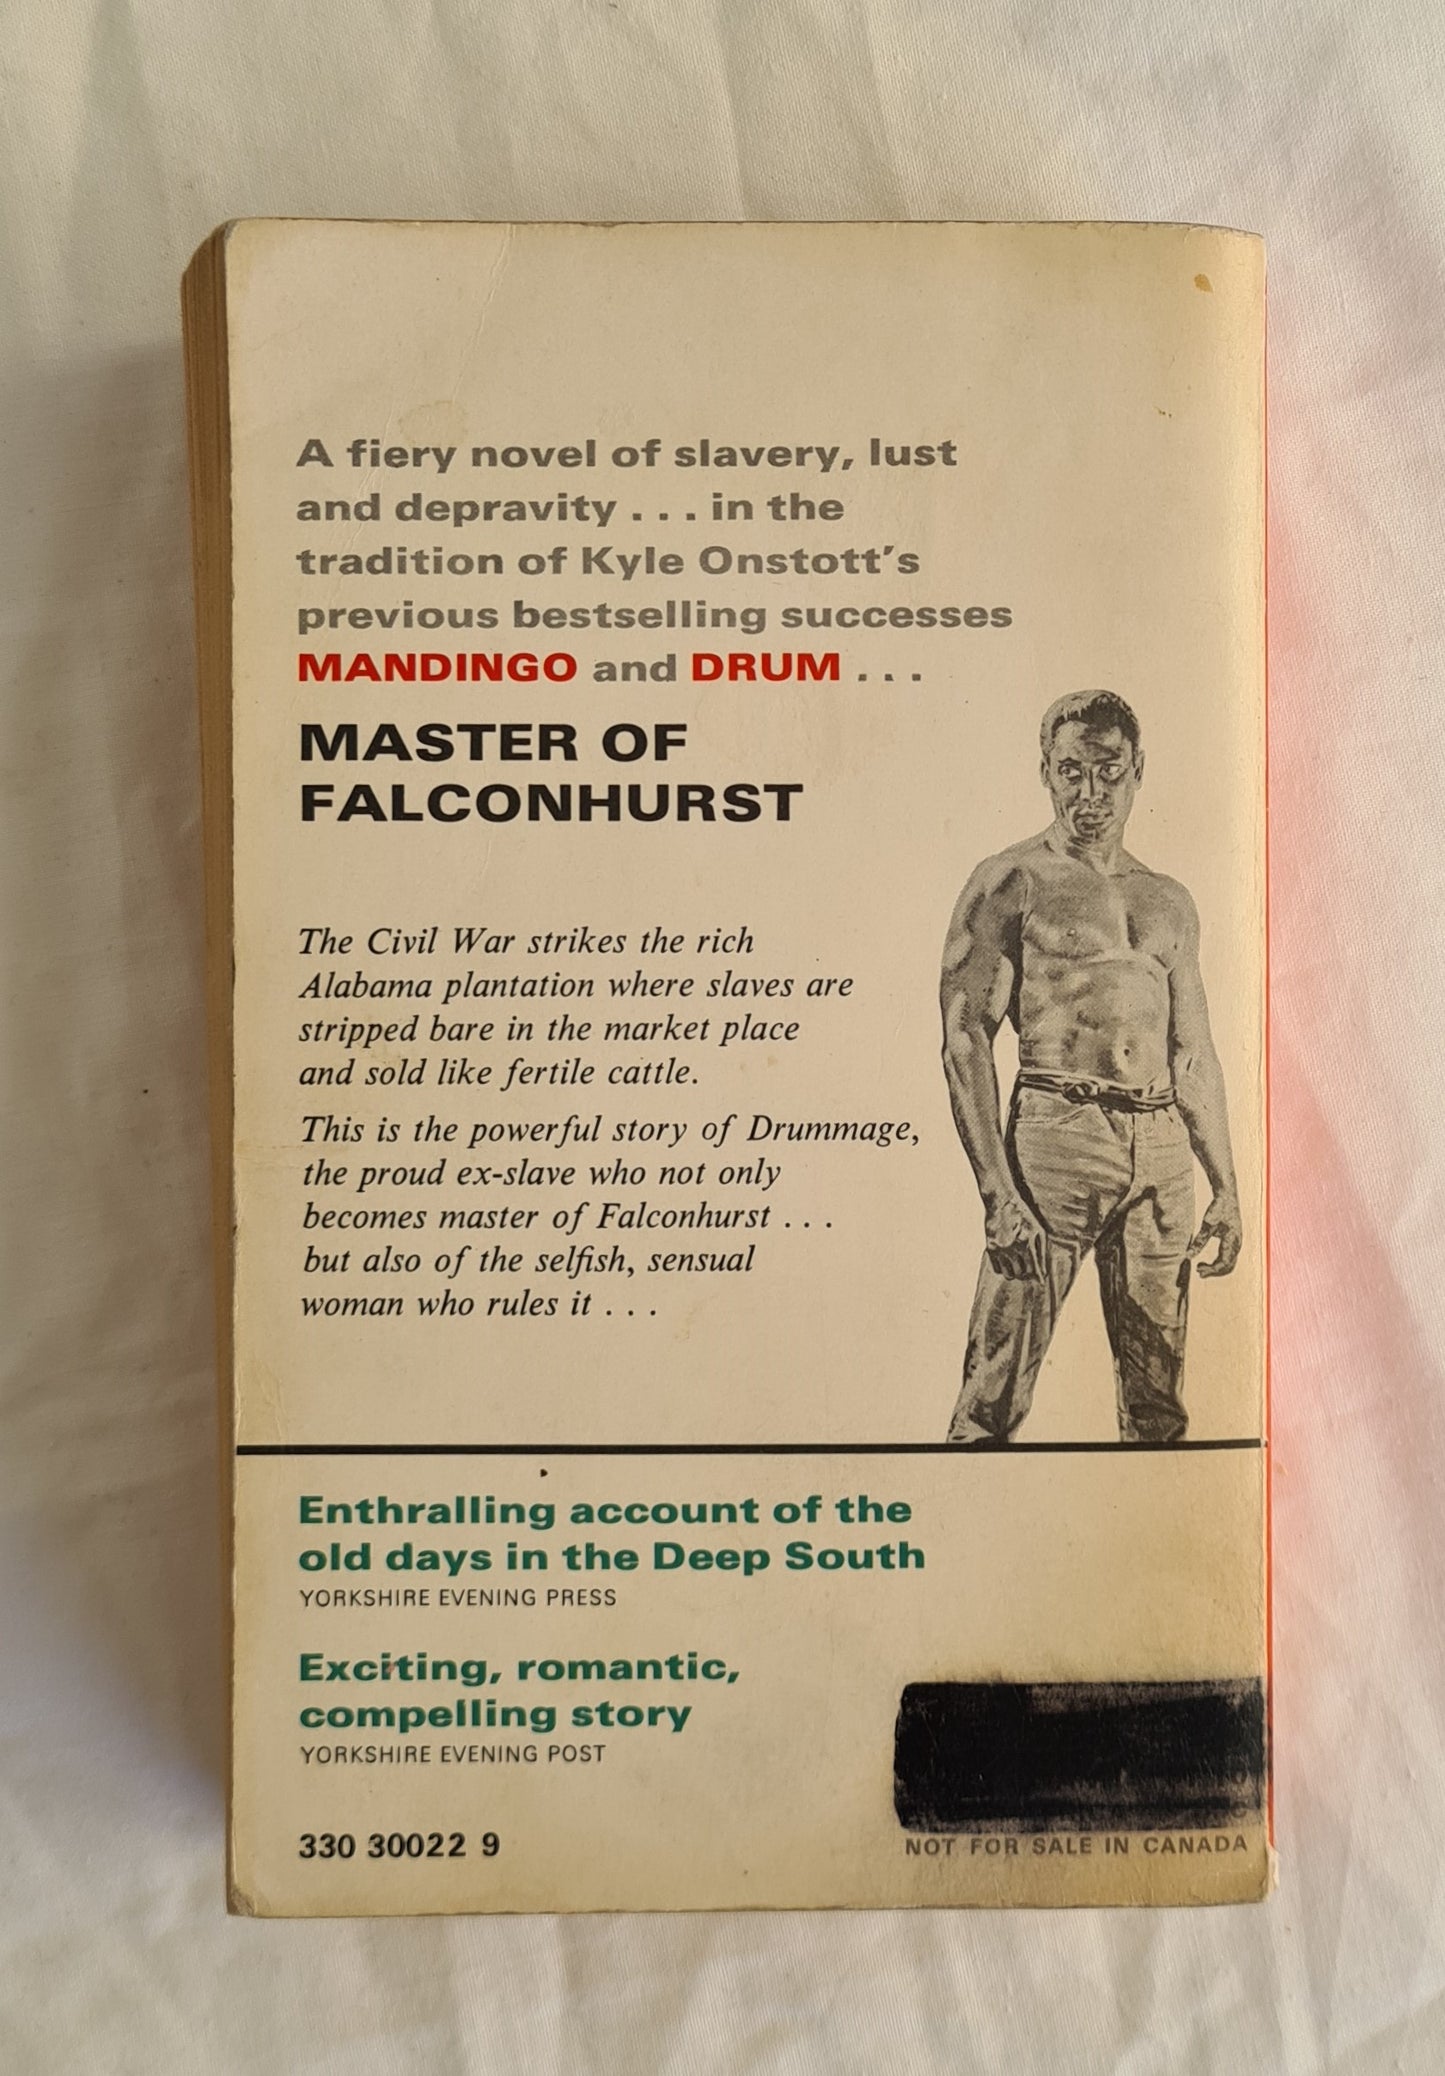 A fiery novel of slavery, lust
and depravity . . . in the
tradition of Kyle Onstott's
previous bestselling successes
MANDINGO and DRUM . . .
MASTER OF
FALCONHURST
The Civil War strikes the rich
Alabama plantation where slaves are
stripped bare in the market place
and sold like fertile cattle.
This is the powerful story of Drummage,
the proud ex-slave who not only
becomes master of Falconhurst . . .
but also of the selfish, sensual
woman who rules it . . .
Enthralling account of the
old days in the Deep South
YORKSHIRE EVENING PRESS
Exciting, romantic,
compelling story
YORKSHIRE EVENING POST
330 30022 9
NOT FOR SALE IN CANADA